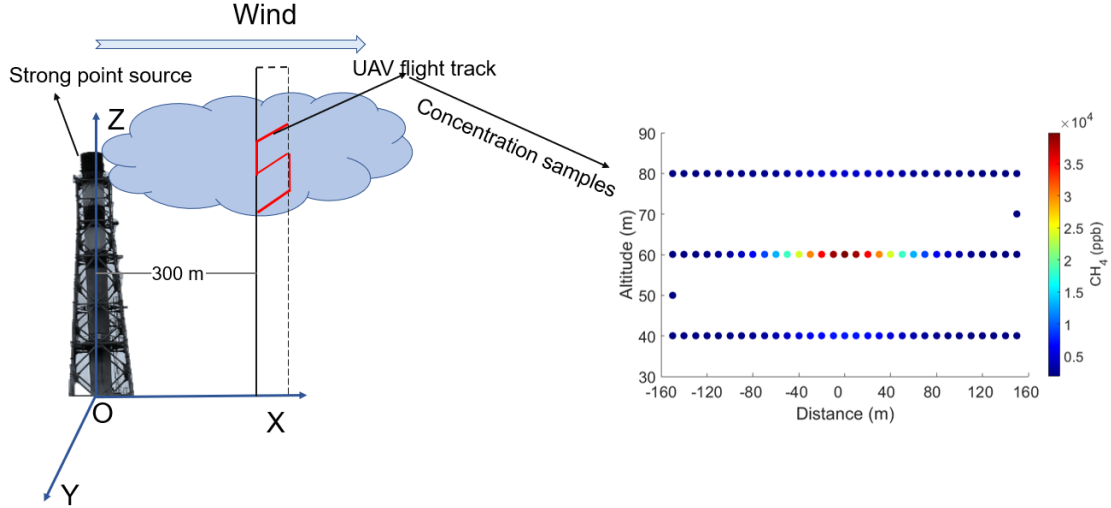 Wind
Strong point source
UAV flight track
Concentration samples
Z
300 m
O
X
Y
×10⁴
90
80
70
60
50
40
30
Altitude (m)
-160 -120 -80 -40 0 40 80 120 160
Distance (m)
3.5
3
2.5
2
1.5
1
0.5
CH₄ (ppb)